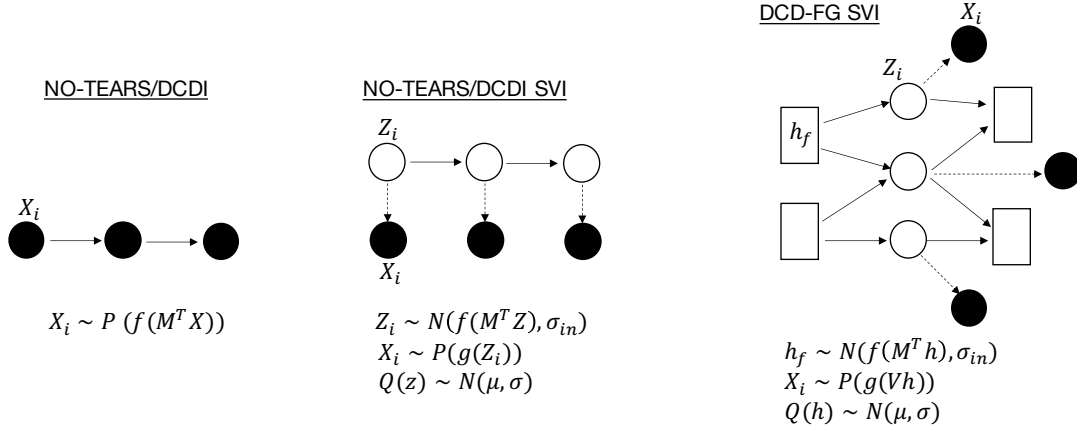 NO-TEARS/DCDI
X_i
X_i ~ P (f(M^T X))
NO-TEARS/DCDI SVI
Z_i
X_i
Z_i ~ N(f(M^T Z), σ_in)
X_i ~ P(g(Z_i))
Q(z) ~ N(μ, σ)
DCD-FG SVI
X_i
Z_i
h_f
h_f ~ N(f(M^T h), σ_in)
X_i ~ P(g(Vh))
Q(h) ~ N(μ, σ)